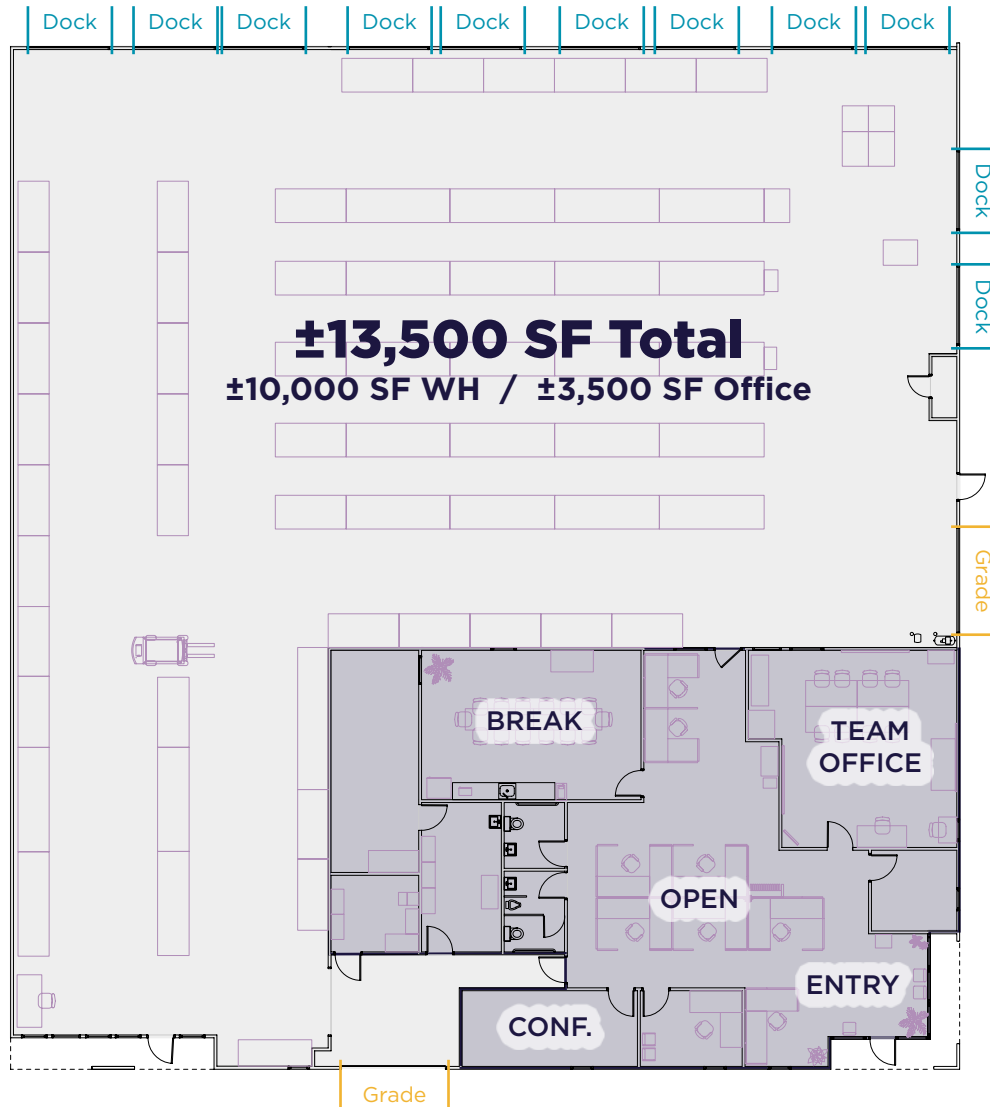 Dock
Dock
Dock
Dock
Dock
Dock
Dock
Dock
Dock
Dock
Dock
±13,500 SF Total
±10,000 SF WH / ±3,500 SF Office
Grade
BREAK
TEAM
OFFICE
OPEN
ENTRY
CONF.
Grade